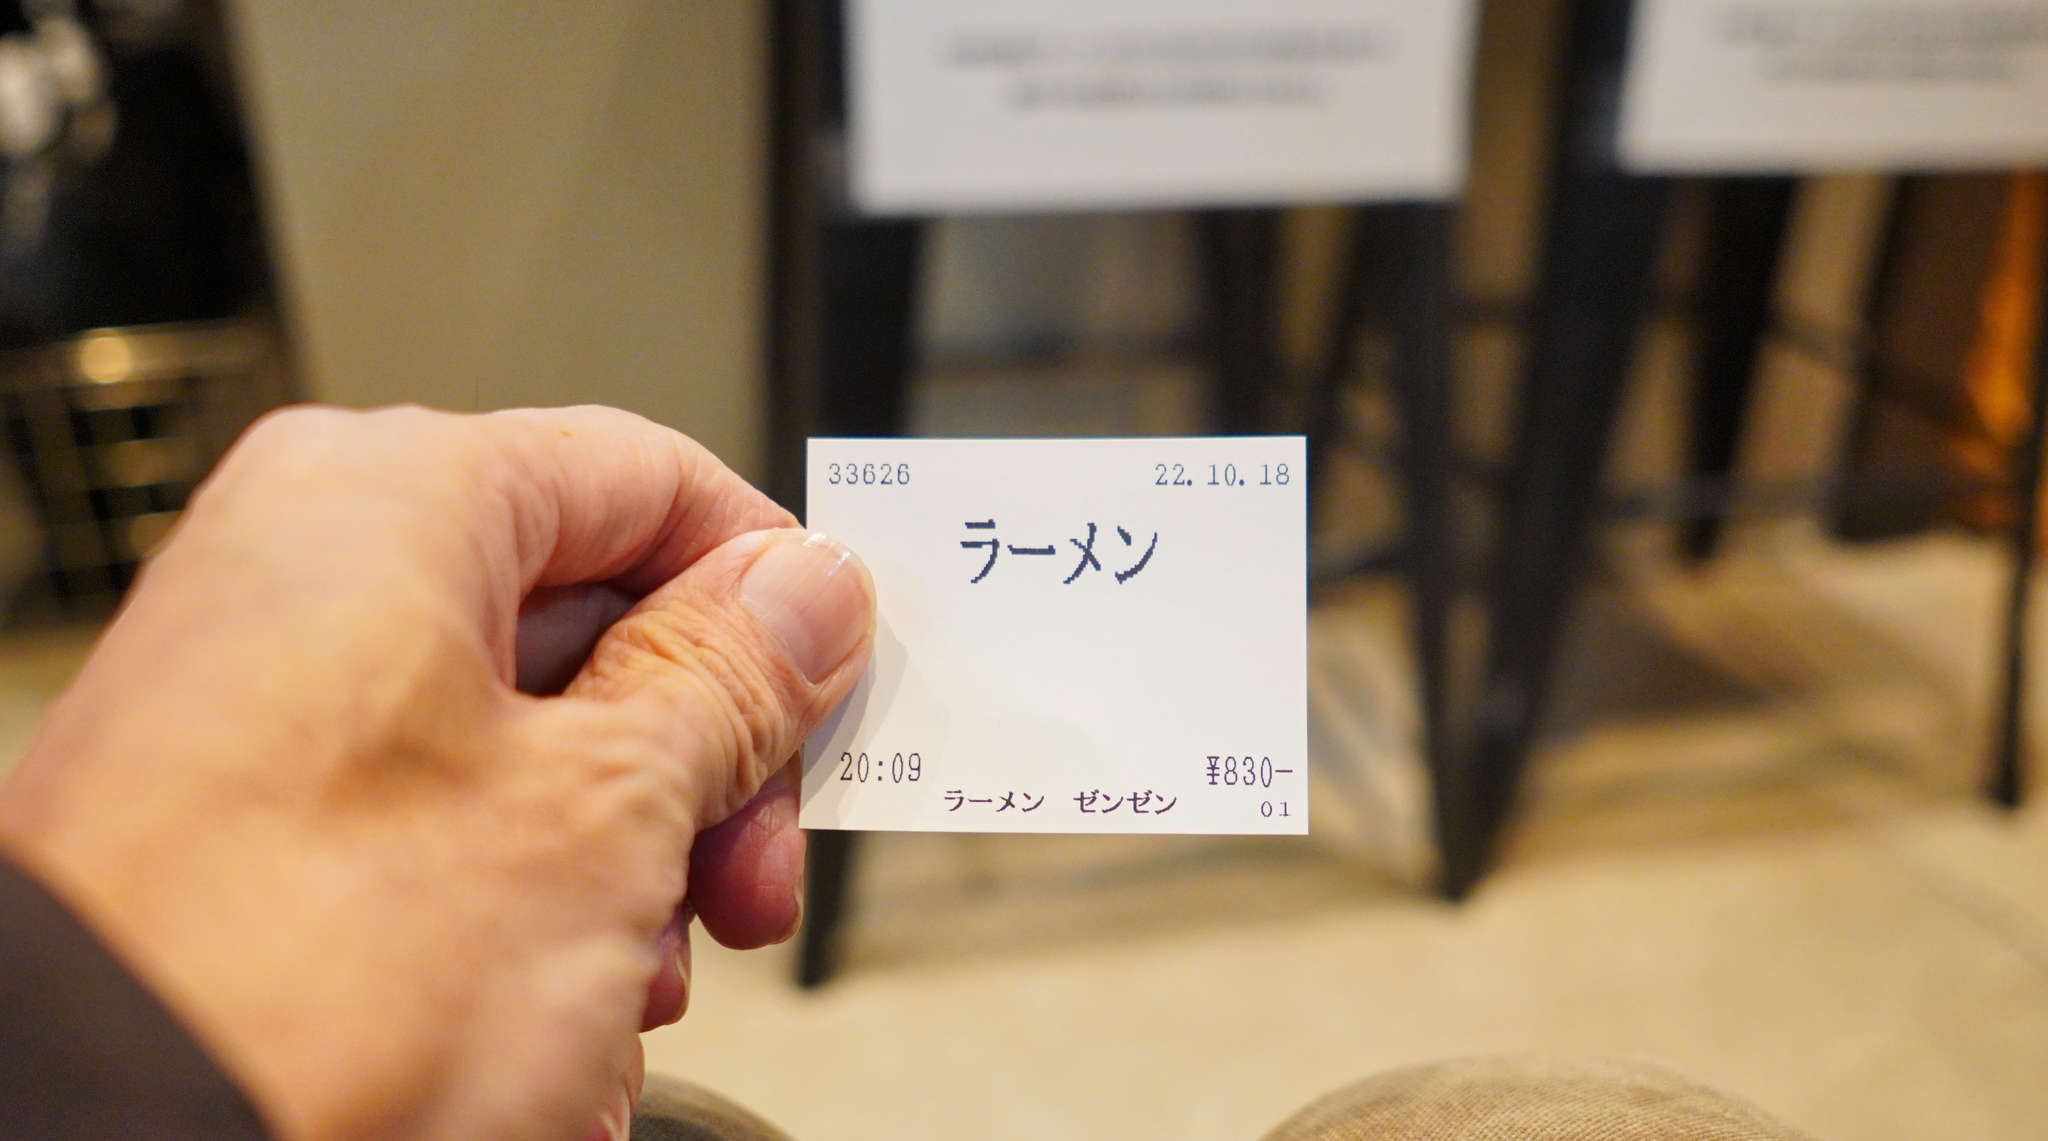 33626 22.10.18
ラーメン
20:09 ¥830-
ラーメン ゼンゼン 01